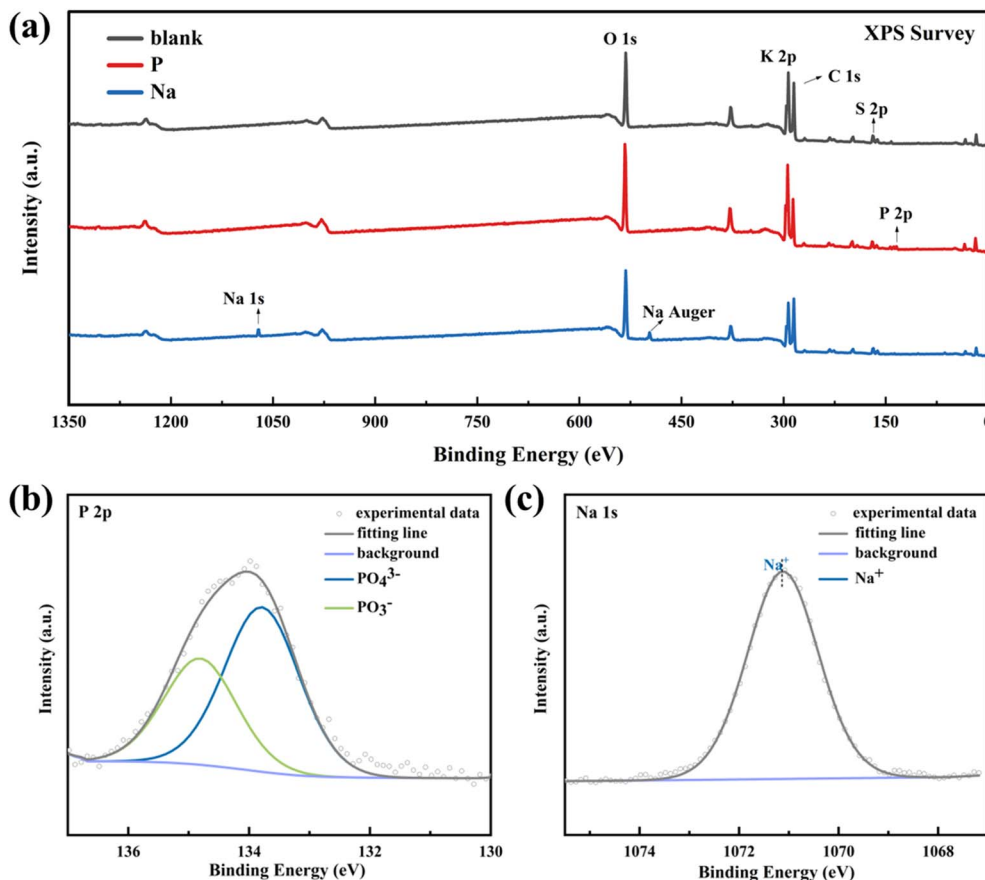 (a)
blank
P
Na
XPS Survey
O 1s
K 2p
C 1s
S 2p
P 2p
Na 1s
Na Auger
Intensity (a.u.)
1350 1200 1050 900 750 600 450 300 150
Binding Energy (eV)
(b)
P 2p
experimental data
fitting line
background
PO₄³⁻
PO₃⁻
Intensity (a.u.)
136 134 132 130
Binding Energy (eV)
(c)
Na 1s
experimental data
fitting line
background
Na⁺
Na⁺
Intensity (a.u.)
1074 1072 1070 1068
Binding Energy (eV)